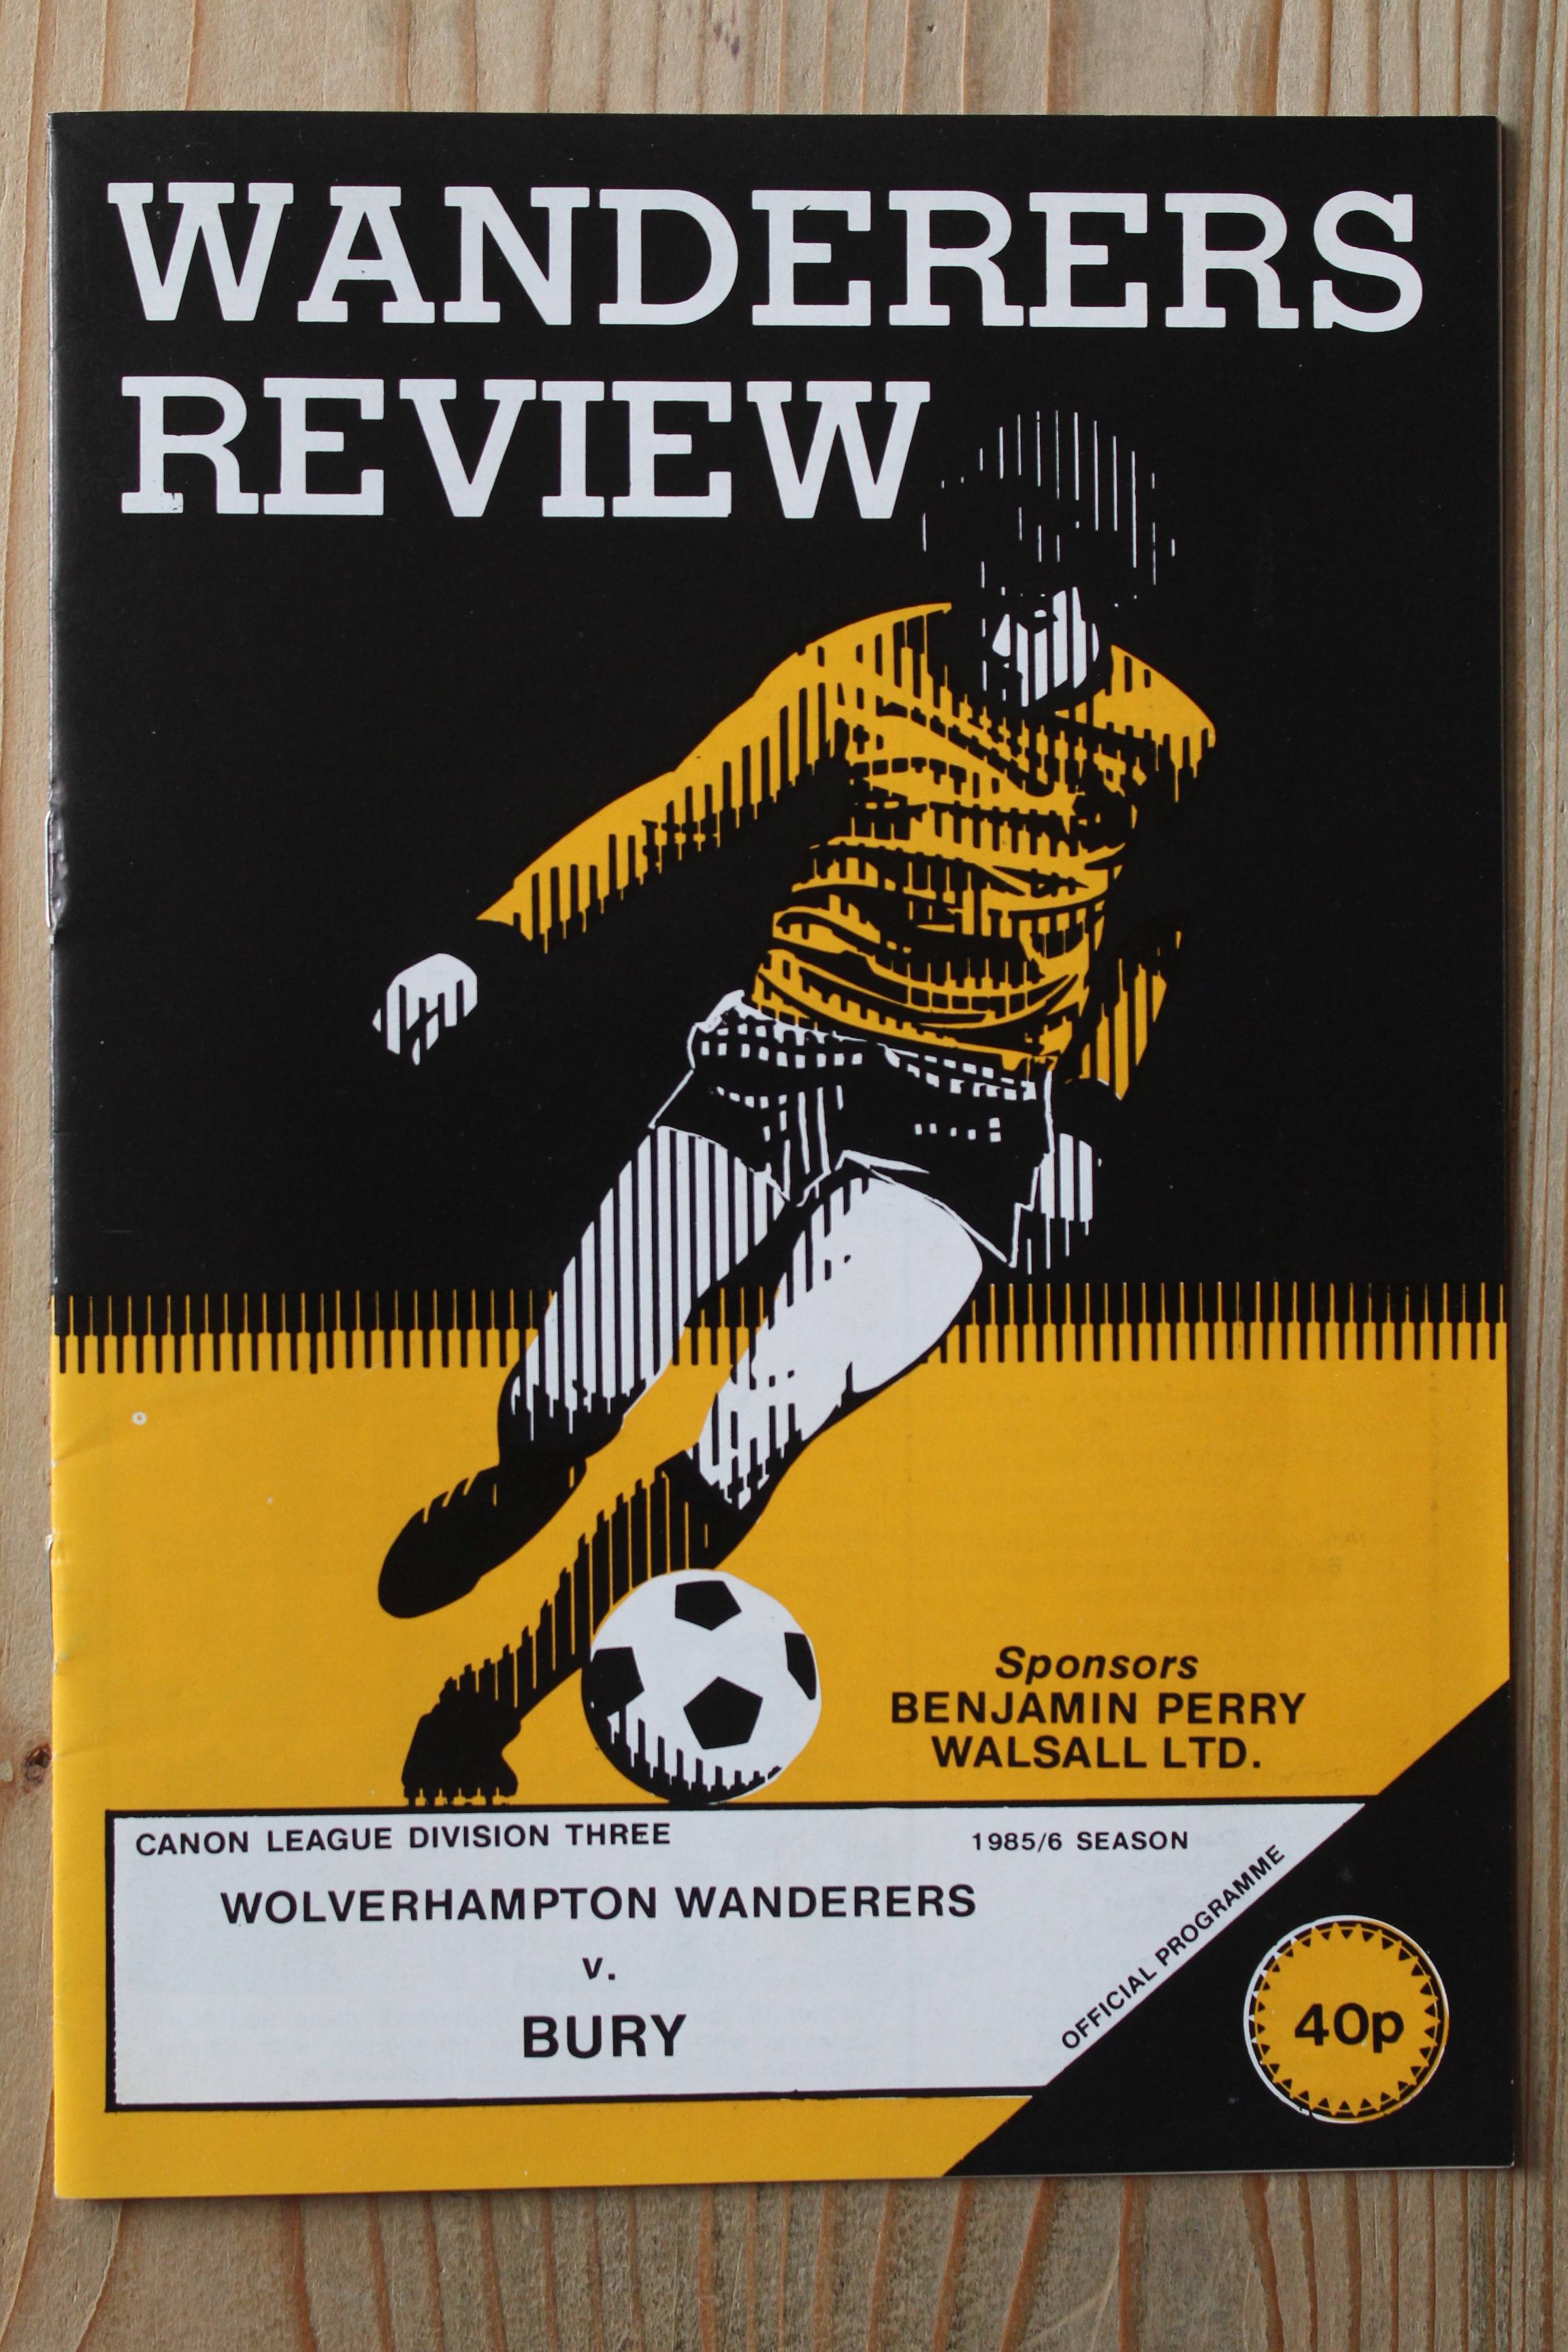 WANDERERS
REVIEW
Sponsors
BENJAMIN PERRY
WALSALL LTD.
CANON LEAGUE DIVISION THREE
1985/6 SEASON
WOLVERHAMPTON WANDERERS
v.
BURY
OFFICIAL PROGRAMME
40p